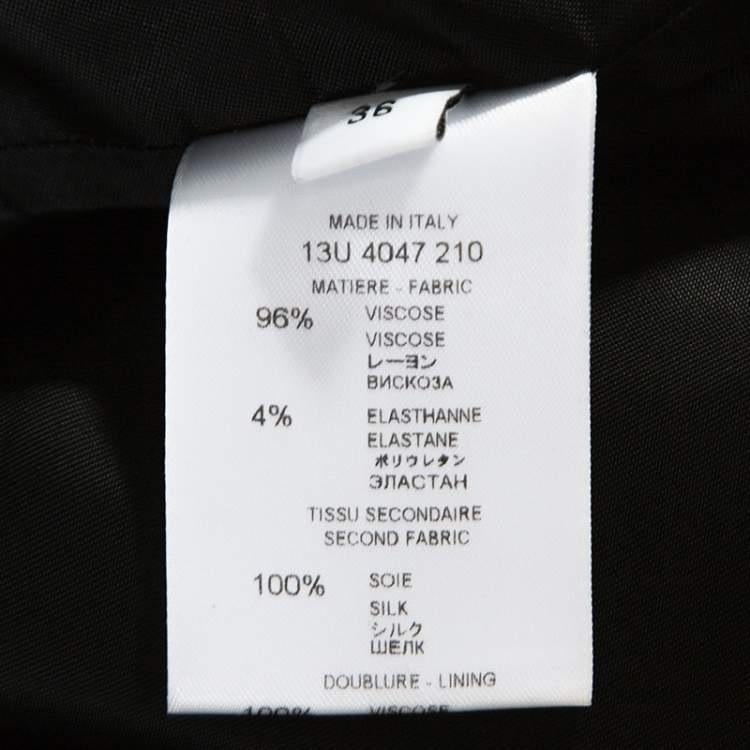 36
MADE IN ITALY
13U 4047 210
MATIERE - FABRIC
96% VISCOSE
VISCOSE
レーヨン
ВИСКОЗА
4% ELASTHANNE
ELASTANE
ポリウレタン
ЭЛАСТАН
TISSU SECONDAIRE
SECOND FABRIC
100% SOIE
SILK
シルク
ШЕЛК
DOUBLURE - LINING
100% VISCOSE